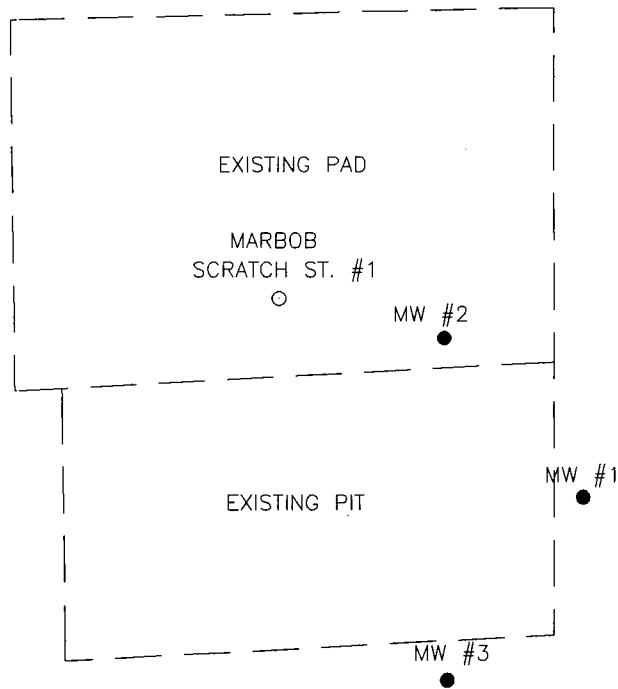 EXISTING PAD
MARBOB
SCRATCH ST. #1
MW #2
MW #1
EXISTING PIT
MW #3